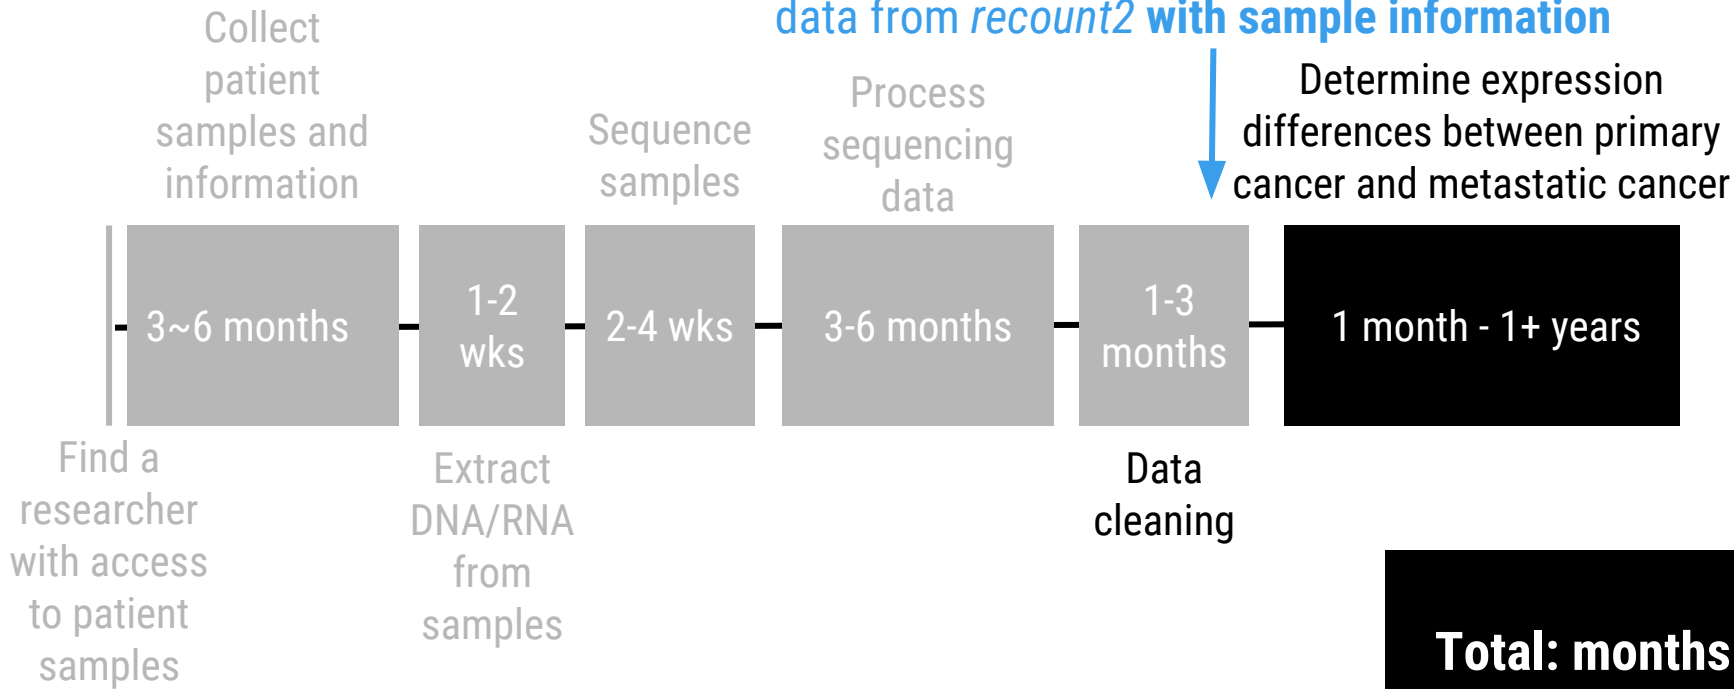 data from recount2 with sample information
Collect
patient
samples and
information
Sequence
samples
Process
sequencing
data
Determine expression
differences between primary
cancer and metastatic cancer
3~6 months
1-2
wks
2-4 wks
3-6 months
1-3
months
1 month - 1+ years
Find a
researcher
with access
to patient
samples
Extract
DNA/RNA
from
samples
Data
cleaning
Total: months